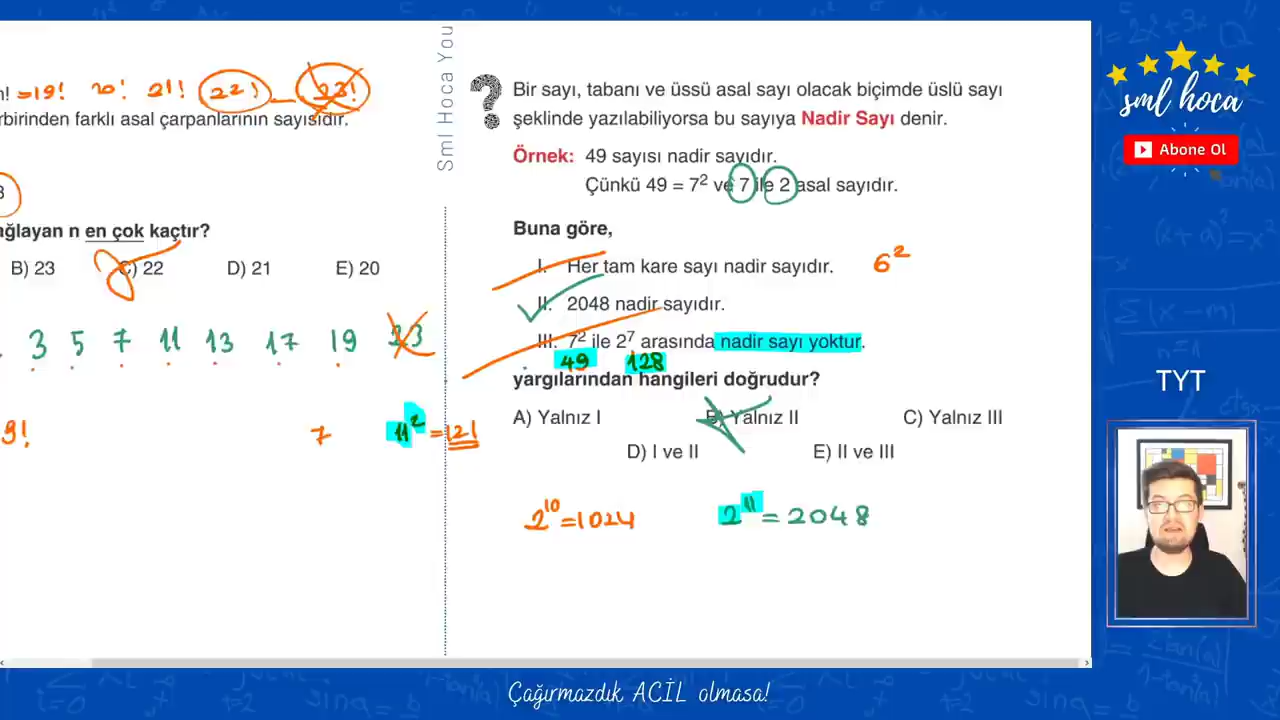 n! =19! 20! 21! 22! 23!
rbirinden farklı asal çarpanlarının sayısıdır.
3
ağlayan n en çok kaçtır?
B) 23 C) 22 D) 21 E) 20
3 5 7 11 13 17 19 23
9! 7 11² = 121
Sml Hoca You
?
Bir sayı, tabanı ve üssü asal sayı olacak biçimde üslü sayı
şeklinde yazılabiliyorsa bu sayıya Nadir Sayı denir.
Örnek: 49 sayısı nadir sayıdır.
Çünkü 49 = 7² ve 7 ile 2 asal sayıdır.
Buna göre,
I. Her tam kare sayı nadir sayıdır. 6²
II. 2048 nadir sayıdır.
III. 7² ile 2⁷ arasında nadir sayı yoktur.
49 128
yargılarından hangileri doğrudur?
A) Yalnız I B) Yalnız II C) Yalnız III
D) I ve II E) II ve III
2¹⁰ = 1024 2¹¹ = 2048
sml hoca
Abone Ol
TYT
Çağırmazdık ACİL olmasa!